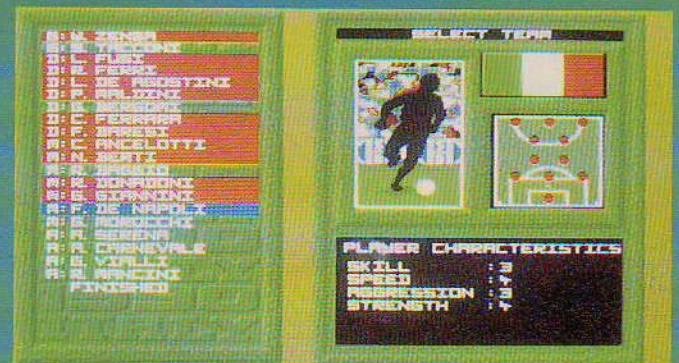 ZENGA
TACCONI
D: L. FUSI
D: R. FERRI
D: L. DE AGOSTINI
D: P. MALDINI
D: BERGOMI
D: C. FERRARA
D: F. BARESI
C. ANCELOTTI
N. BERTI
BAGGIO
R. DONADONI
G. GIANNINI
F. DE NAPOLI
A. SERENA
A. CARNEVALE
G. VIALLI
R. MANCINI
FINISHED
SELECT TEAM
PLAYER CHARACTERISTICS
SKILL :3
SPEED :4
AGGRESSION :3
STRENGTH :4